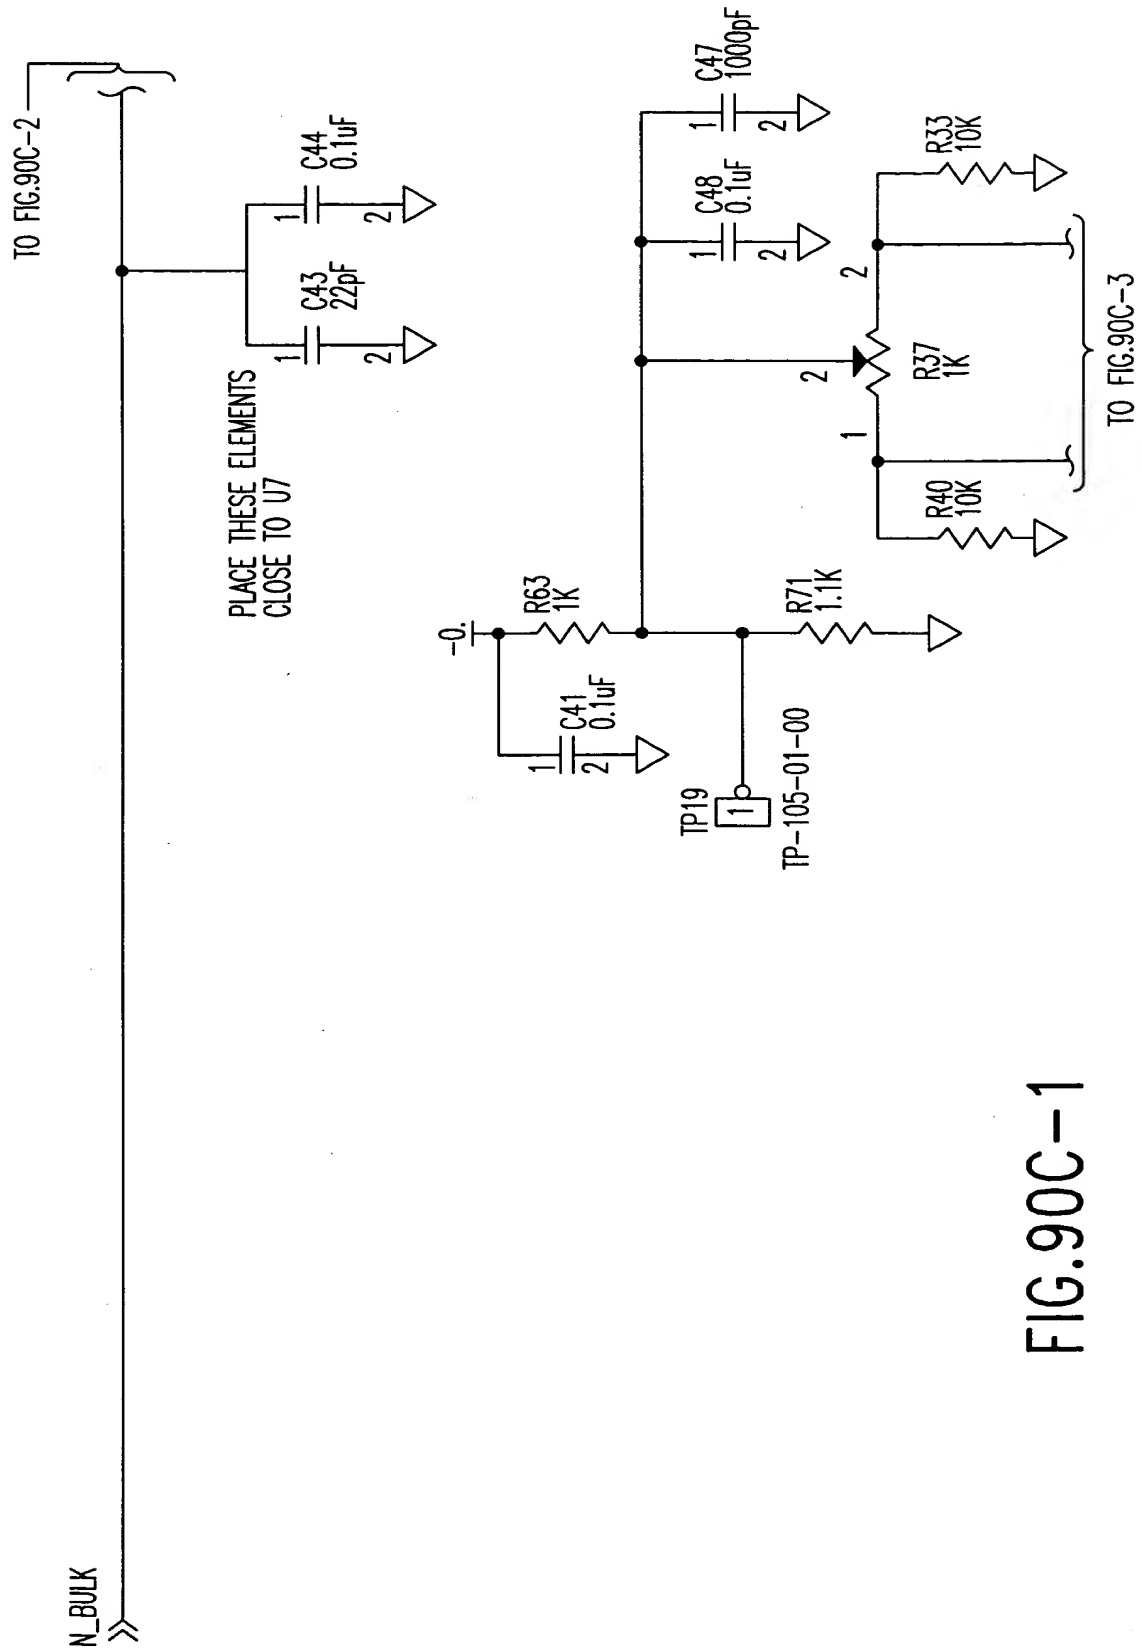 TO FIG.90C-2
N_BULK
1
C44
0.1uF
2
1
C43
22pF
2
PLACE THESE ELEMENTS
CLOSE TO U7
-0.
R63
1K
1
C41
0.1uF
2
TP19
1
TP-105-01-00
R71
1.1K
1
C47
1000pF
2
1
C48
0.1uF
2
2
1
R37
1K
2
R33
10K
R40
10K
TO FIG.90C-3
FIG.90C-1